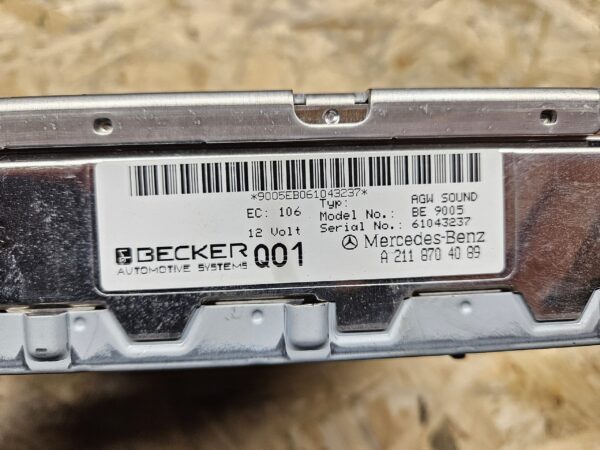 *9005EB061043237*
Typ: AGW SOUND
EC: 106 Model No.: BE 9005
12 Volt Serial No.: 61043237
BECKER Q01 Mercedes-Benz
AUTOMOTIVE SYSTEMS A 211 870 40 89